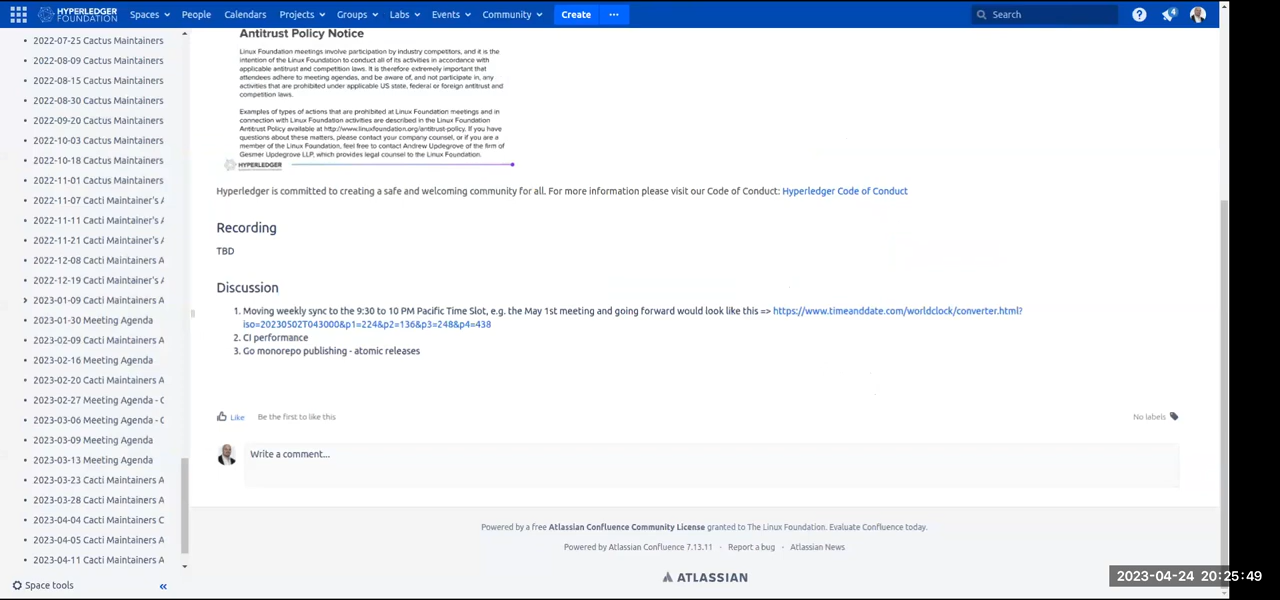 HYPERLEDGER
FOUNDATION
Spaces
People
Calendars
Projects
Groups
Labs
Events
Community
Create
Search
4
2022-07-25 Cactus Maintainers
2022-08-09 Cactus Maintainers
2022-08-15 Cactus Maintainers
2022-08-30 Cactus Maintainers
2022-09-20 Cactus Maintainers
2022-10-03 Cactus Maintainers
2022-10-18 Cactus Maintainers
2022-11-01 Cactus Maintainers
2022-11-07 Cacti Maintainer's A
2022-11-11 Cacti Maintainer's A
2022-11-21 Cacti Maintainer's A
2022-12-08 Cacti Maintainers A
2022-12-19 Cacti Maintainer's A
2023-01-09 Cacti Maintainers A
2023-01-30 Meeting Agenda
2023-02-09 Cacti Maintainers A
2023-02-16 Meeting Agenda
2023-02-20 Cacti Maintainers A
2023-02-27 Meeting Agenda - C
2023-03-06 Meeting Agenda - C
2023-03-09 Meeting Agenda
2023-03-13 Meeting Agenda
2023-03-23 Cacti Maintainers A
2023-03-28 Cacti Maintainers A
2023-04-04 Cacti Maintainers C
2023-04-05 Cacti Maintainers A
2023-04-11 Cacti Maintainers A
Space tools
Antitrust Policy Notice
Linux Foundation meetings involve participation by industry competitors, and it is the
intention of the Linux Foundation to conduct all of its activities in accordance with
applicable antitrust and competition laws. It is therefore extremely important that
attendees adhere to meeting agendas, and be aware of, and not participate in, any
activities that are prohibited under applicable US state, federal or foreign antitrust and
competition laws.
Examples of types of actions that are prohibited at Linux Foundation meetings and in
connection with Linux Foundation activities are described in the Linux Foundation
Antitrust Policy available at http://www.linuxfoundation.org/antitrust-policy. If you have
questions about these matters, please contact your company counsel, or if you are a
member of the Linux Foundation, feel free to contact Andrew Updegrove of the firm of
Gesmer Updegrove LLP, which provides legal counsel to the Linux Foundation.
HYPERLEDGER
Hyperledger is committed to creating a safe and welcoming community for all. For more information please visit our Code of Conduct: Hyperledger Code of Conduct
Recording
TBD
Discussion
1. Moving weekly sync to the 9:30 to 10 PM Pacific Time Slot, e.g. the May 1st meeting and going forward would look like this => https://www.timeanddate.com/worldclock/converter.html?
iso=20230502T043000&p1=224&p2=136&p3=248&p4=438
2. CI performance
3. Go monorepo publishing - atomic releases
Like
Be the first to like this
No labels
Write a comment...
Powered by a free Atlassian Confluence Community License granted to The Linux Foundation. Evaluate Confluence today.
Powered by Atlassian Confluence 7.13.11 · Report a bug · Atlassian News
ATLASSIAN
2023-04-24 20:25:49